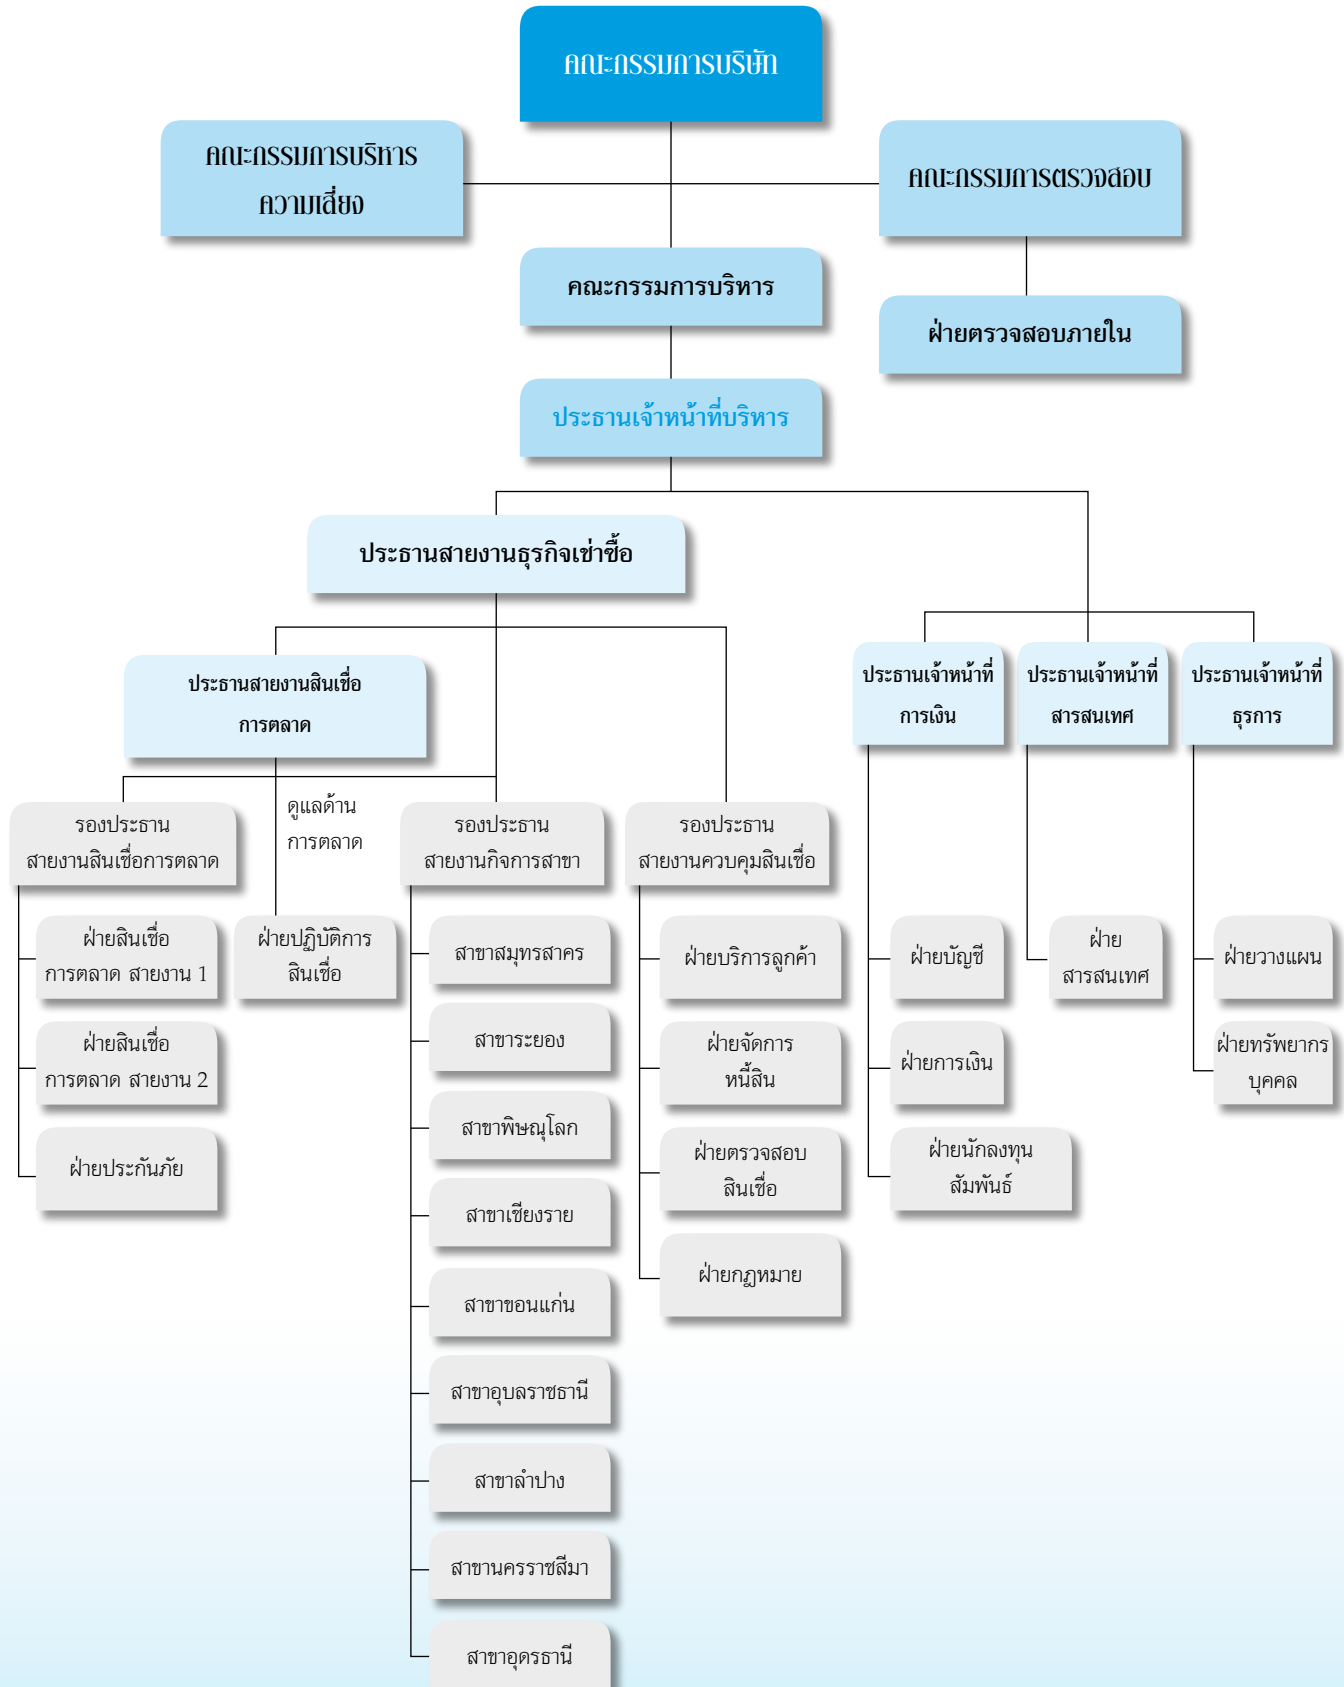 คณะกรรมการบริษัท
คณะกรรมการบริหาร
ความเสี่ยง
คณะกรรมการตรวจสอบ
คณะกรรมการบริหาร
ฝ่ายตรวจสอบภายใน
ประธานเจ้าหน้าที่บริหาร
ประธานสายงานธุรกิจเช่าซื้อ
ประธานสายงานสินเชื่อ
การตลาด
ประธานเจ้าหน้าที่
การเงิน
ประธานเจ้าหน้าที่
สารสนเทศ
ประธานเจ้าหน้าที่
ธุรการ
ดูแลด้าน
การตลาด
รองประธาน
สายงานสินเชื่อการตลาด
ฝ่ายสินเชื่อ
การตลาด สายงาน 1
ฝ่ายสินเชื่อ
การตลาด สายงาน 2
ฝ่ายประกันภัย
ฝ่ายปฏิบัติการ
สินเชื่อ
รองประธาน
สายงานกิจการสาขา
สาขาสมุทรสาคร
สาขาระยอง
สาขาพิษณุโลก
สาขาเชียงราย
สาขาขอนแก่น
สาขาอุบลราชธานี
สาขาลำปาง
สาขานครราชสีมา
สาขาอุดรธานี
รองประธาน
สายงานควบคุมสินเชื่อ
ฝ่ายบริการลูกค้า
ฝ่ายจัดการ
หนี้สิน
ฝ่ายตรวจสอบ
สินเชื่อ
ฝ่ายกฎหมาย
ฝ่ายบัญชี
ฝ่ายการเงิน
ฝ่ายนักลงทุน
สัมพันธ์
ฝ่าย
สารสนเทศ
ฝ่ายวางแผน
ฝ่ายทรัพยากร
บุคคล